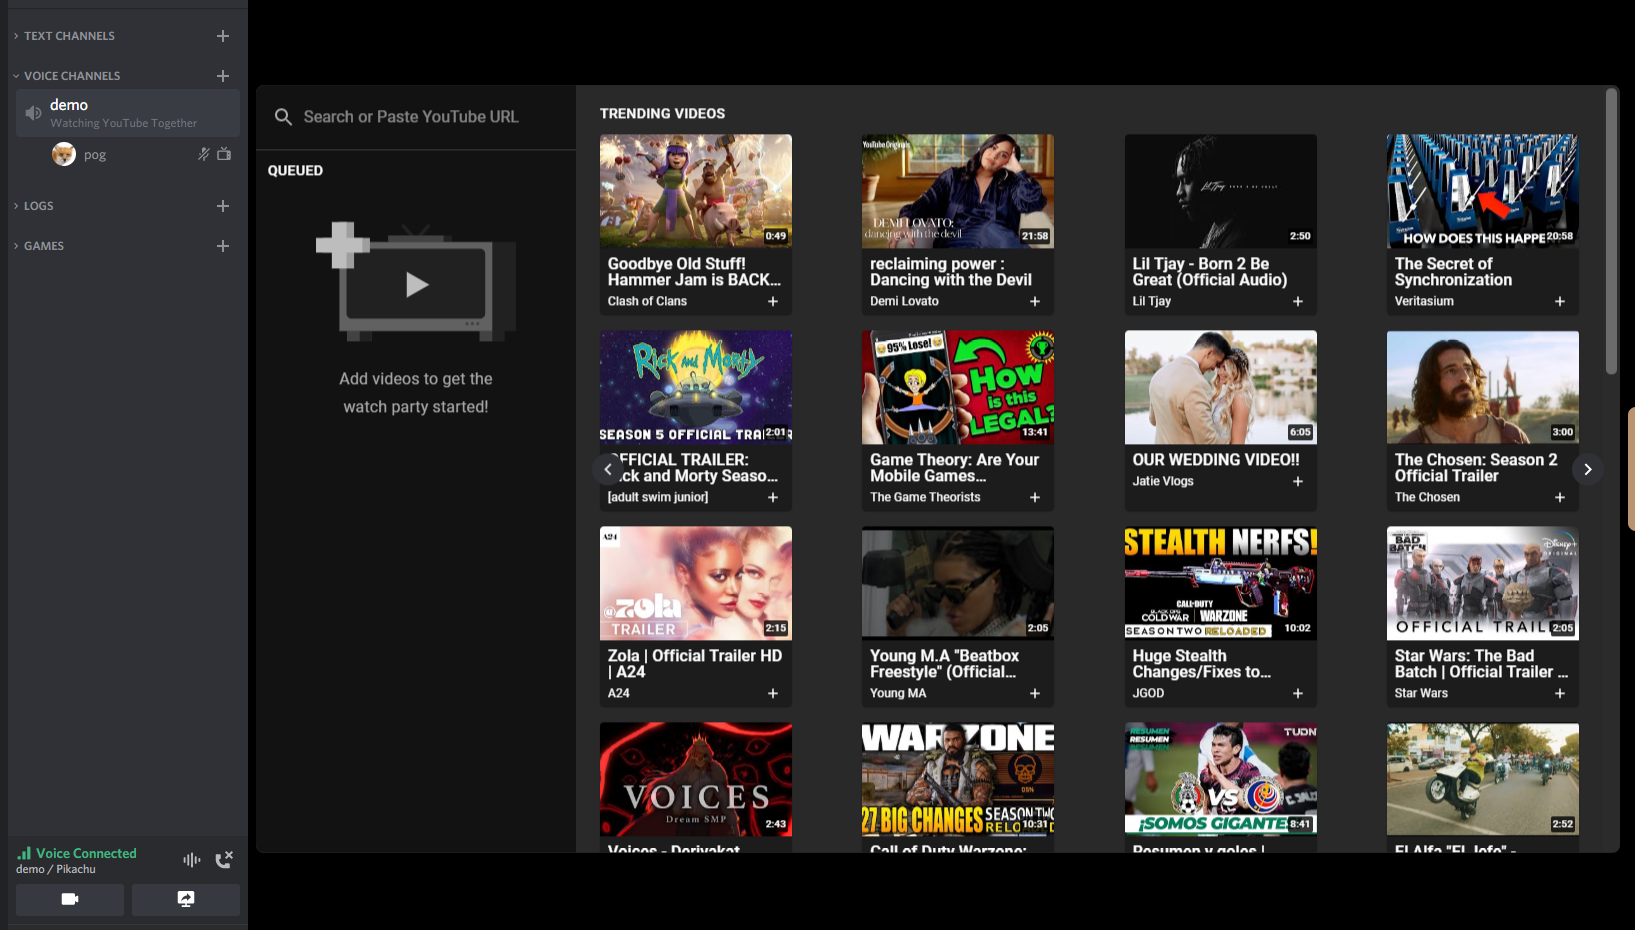 TEXT CHANNELS
VOICE CHANNELS
demo
Watching YouTube Together
pog
LOGS
GAMES
Voice Connected
demo / Pikachu
Search or Paste YouTube URL
QUEUED
Add videos to get the
watch party started!
TRENDING VIDEOS
0:49
Goodbye Old Stuff!
Hammer Jam is BACK...
Clash of Clans
YouTube Originals
DEMI LOVATO:
dancing with the devil
21:58
reclaiming power :
Dancing with the Devil
Demi Lovato
Lil Tjay
2:50
Lil Tjay - Born 2 Be
Great (Official Audio)
Lil Tjay
HOW DOES THIS HAPPE
20:58
The Secret of
Synchronization
Veritasium
Rick and Morty
SEASON 5 OFFICIAL TRA
2:01
FFICIAL TRAILER:
ck and Morty Seaso...
[adult swim junior]
95% Lose!
HOW
is this
LEGAL?
13:41
Game Theory: Are Your
Mobile Games...
The Game Theorists
6:05
OUR WEDDING VIDEO!!
Jatie Vlogs
3:00
The Chosen: Season 2
Official Trailer
The Chosen
A24
@zola
TRAILER
2:15
Zola | Official Trailer HD
| A24
A24
2:05
Young M.A "Beatbox
Freestyle" (Official...
Young MA
STEALTH NERFS!
CALL OF DUTY
BLACK OPS
COLD WAR
WARZONE
SEASON TWO RELOADED
10:02
Huge Stealth
Changes/Fixes to...
JGOD
BAD
BATCH
Disney+
ORIGINAL
OFFICIAL TRAIL
2:05
Star Wars: The Bad
Batch | Official Trailer ...
Star Wars
VOICES
Dream SMP
2:43
Voices - Derivakat
WARZONE
05%
27 BIG CHANGES
SEASON TWO
RELO
10:31
Call of Duty Warzone:
RESUMEN
RESUMEN
RESUMEN
TUDN
VS
¡SOMOS GIGANTE
8:41
Resumen y goles |
2:52
El Alfa "El Jefe" -